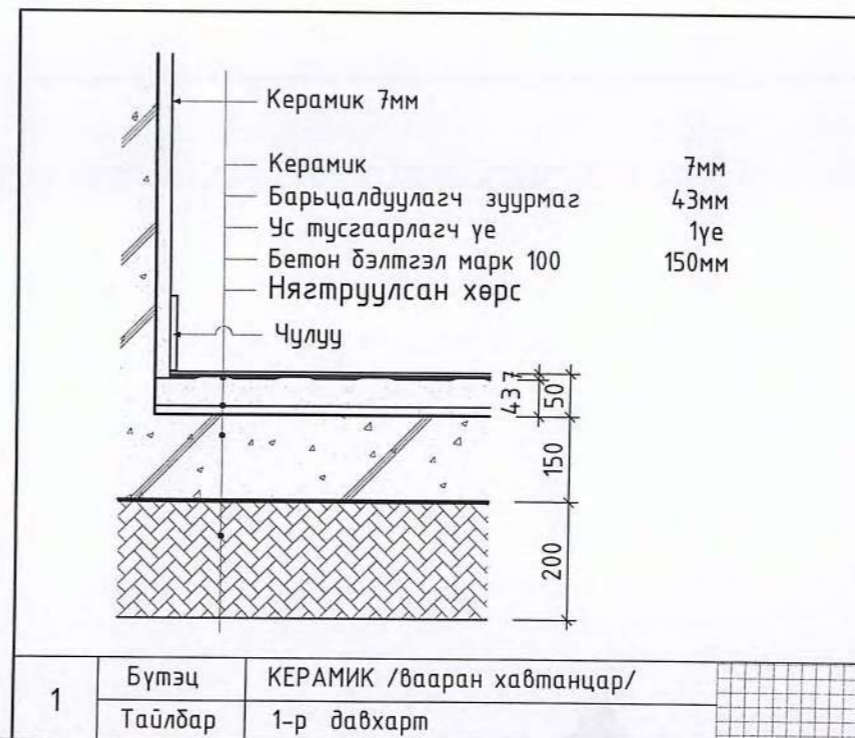 Керамик 7мм
Керамик 7мм
Барьцалдуулагч зуурмаг 43мм
Ус тусгаарлагч үе 1үе
Бетон бэлтгэл марк 100 150мм
Нягтруулсан хөрс
Чулуу
7
43
50
150
200
1
Бүтэц
КЕРАМИК /вааран хавтанцар/
Тайлбар
1-р давхарт